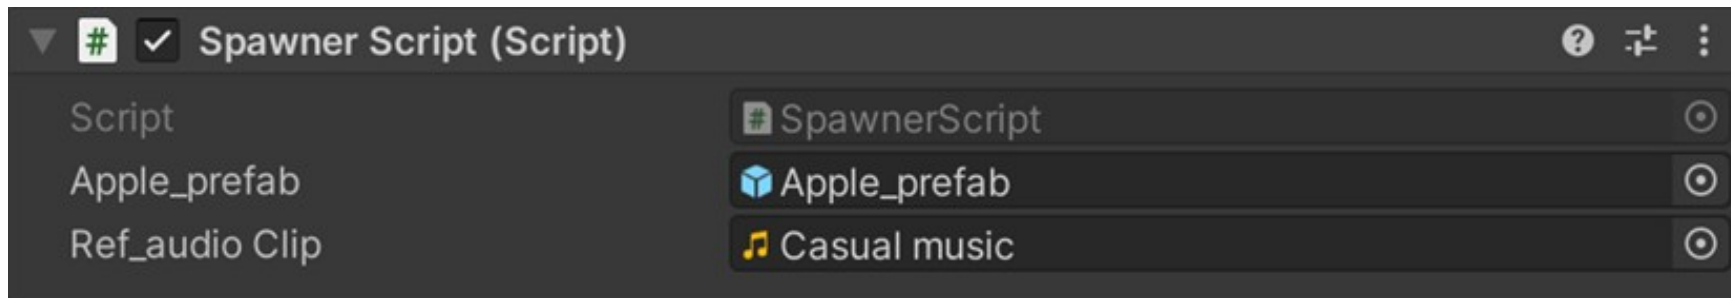 Spawner Script (Script)
Script SpawnerScript
Apple_prefab Apple_prefab
Ref_audio Clip Casual music